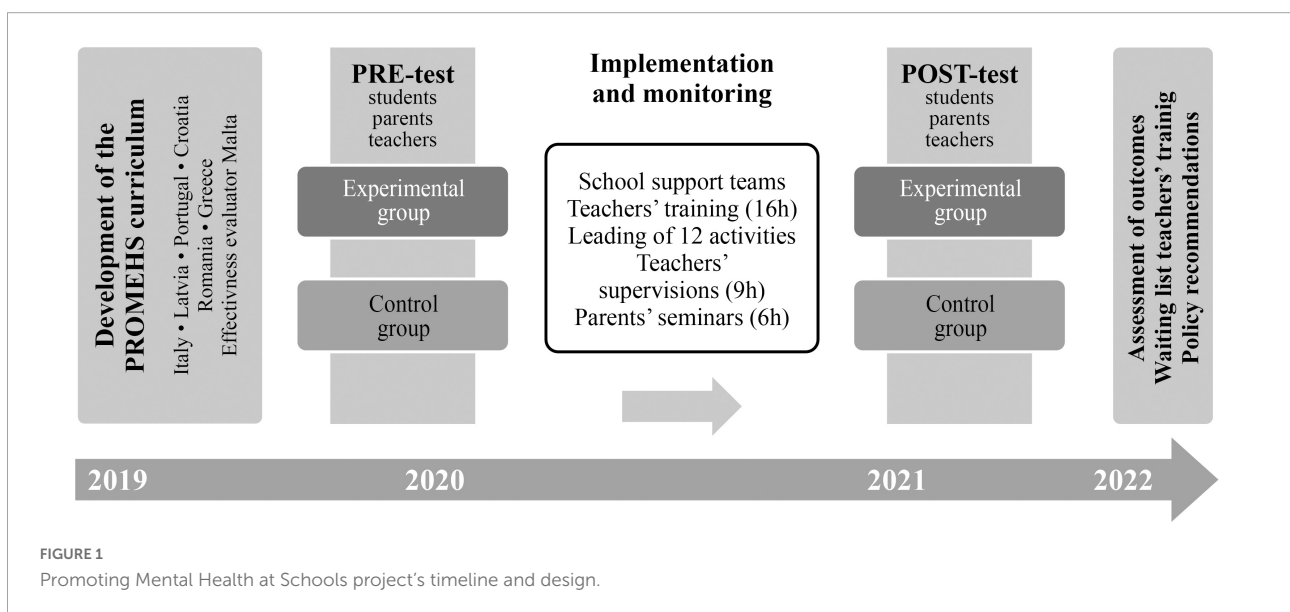 Development of the
PROMEHS curriculum
Italy • Latvia • Portugal • Croatia
Romania • Greece
Effectivness evaluator Malta
PRE-test
students
parents
teachers
Experimental
group
Control
group
Implementation
and monitoring
School support teams
Teachers' training (16h)
Leading of 12 activities
Teachers'
supervisions (9h)
Parents' seminars (6h)
POST-test
students
parents
teachers
Experimental
group
Control
group
Assessment of outcomes
Waiting list teachers' trainig
Policy recommendations
2019
2020
2021
2022
FIGURE 1
Promoting Mental Health at Schools project's timeline and design.